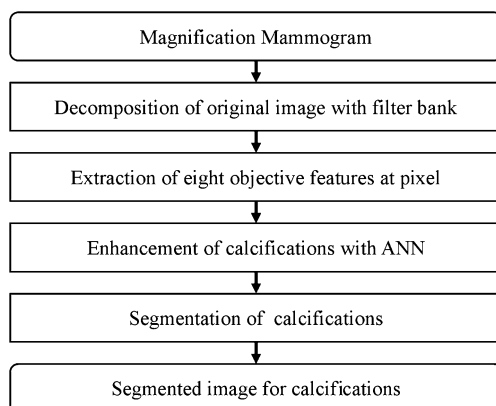 Magnification Mammogram
Decomposition of original image with filter bank
Extraction of eight objective features at pixel
Enhancement of calcifications with ANN
Segmentation of calcifications
Segmented image for calcifications